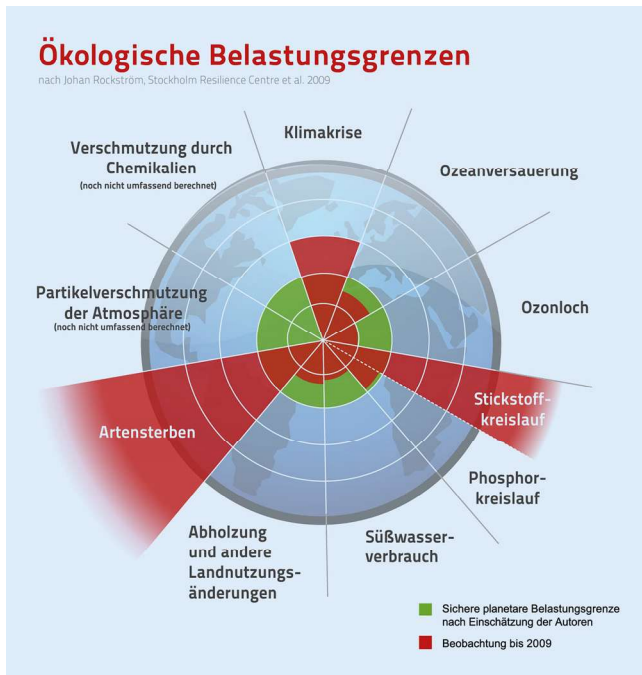 Ökologische Belastungsgrenzen
nach Johan Rockström, Stockholm Resilience Centre et al. 2009
Klimakrise
Verschmutzung durch
Chemikalien
(noch nicht umfassend berechnet)
Ozeanversauerung
Partikelverschmutzung
der Atmosphäre
(noch nicht umfassend berechnet)
Ozonloch
Stickstoff-
kreislauf
Artensterben
Phosphor-
kreislauf
Abholzung
und andere
Landnutzungs-
änderungen
Süßwasser-
verbrauch
Sichere planetare Belastungsgrenze
nach Einschätzung der Autoren
Beobachtung bis 2009